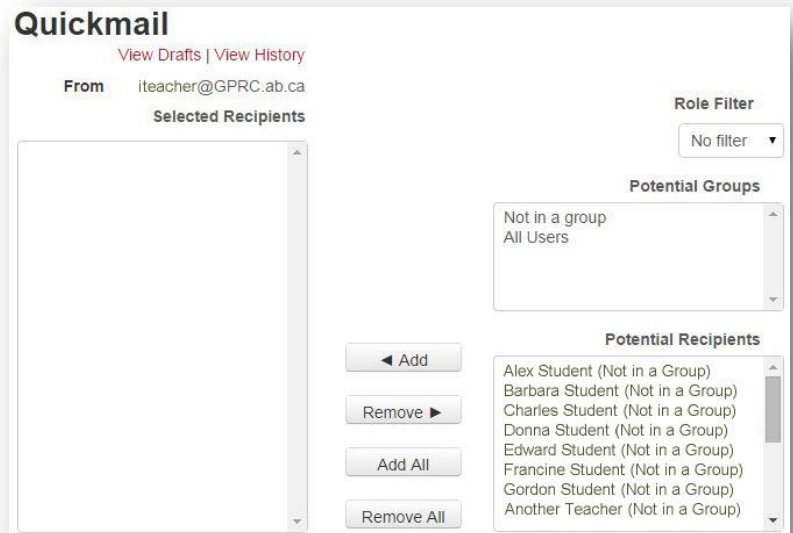 Quickmail
View Drafts | View History
From iteacher@GPRC.ab.ca
Selected Recipients
Role Filter
No filter
Potential Groups
Not in a group
All Users
◄ Add
Remove ►
Add All
Remove All
Potential Recipients
Alex Student (Not in a Group)
Barbara Student (Not in a Group)
Charles Student (Not in a Group)
Donna Student (Not in a Group)
Edward Student (Not in a Group)
Francine Student (Not in a Group)
Gordon Student (Not in a Group)
Another Teacher (Not in a Group)